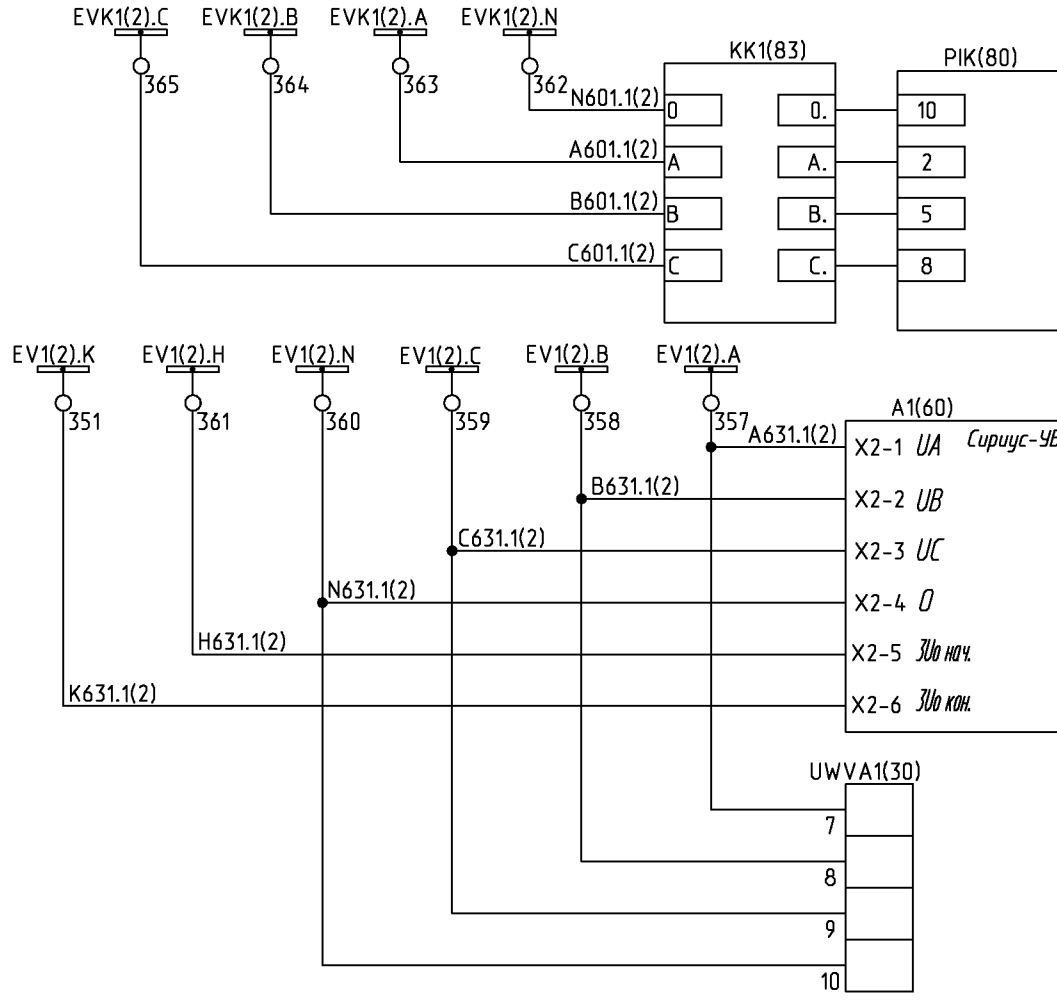 EVK1(2).C EVK1(2).B EVK1(2).A EVK1(2).N
365 364 363 362
KK1(83)
PIK(80)
N601.1(2) 0 0. 10
A601.1(2) A A. 2
B601.1(2) B B. 5
C601.1(2) C C. 8
EV1(2).K EV1(2).H EV1(2).N EV1(2).C EV1(2).B EV1(2).A
351 361 360 359 358 357
A1(60)
A631.1(2) X2-1 UA Сириус-УВ
B631.1(2) X2-2 UB
C631.1(2) X2-3 UC
N631.1(2) X2-4 0
H631.1(2) X2-5 3Uo нач.
K631.1(2) X2-6 3Uo кон.
UWVA1(30)
7
8
9
10